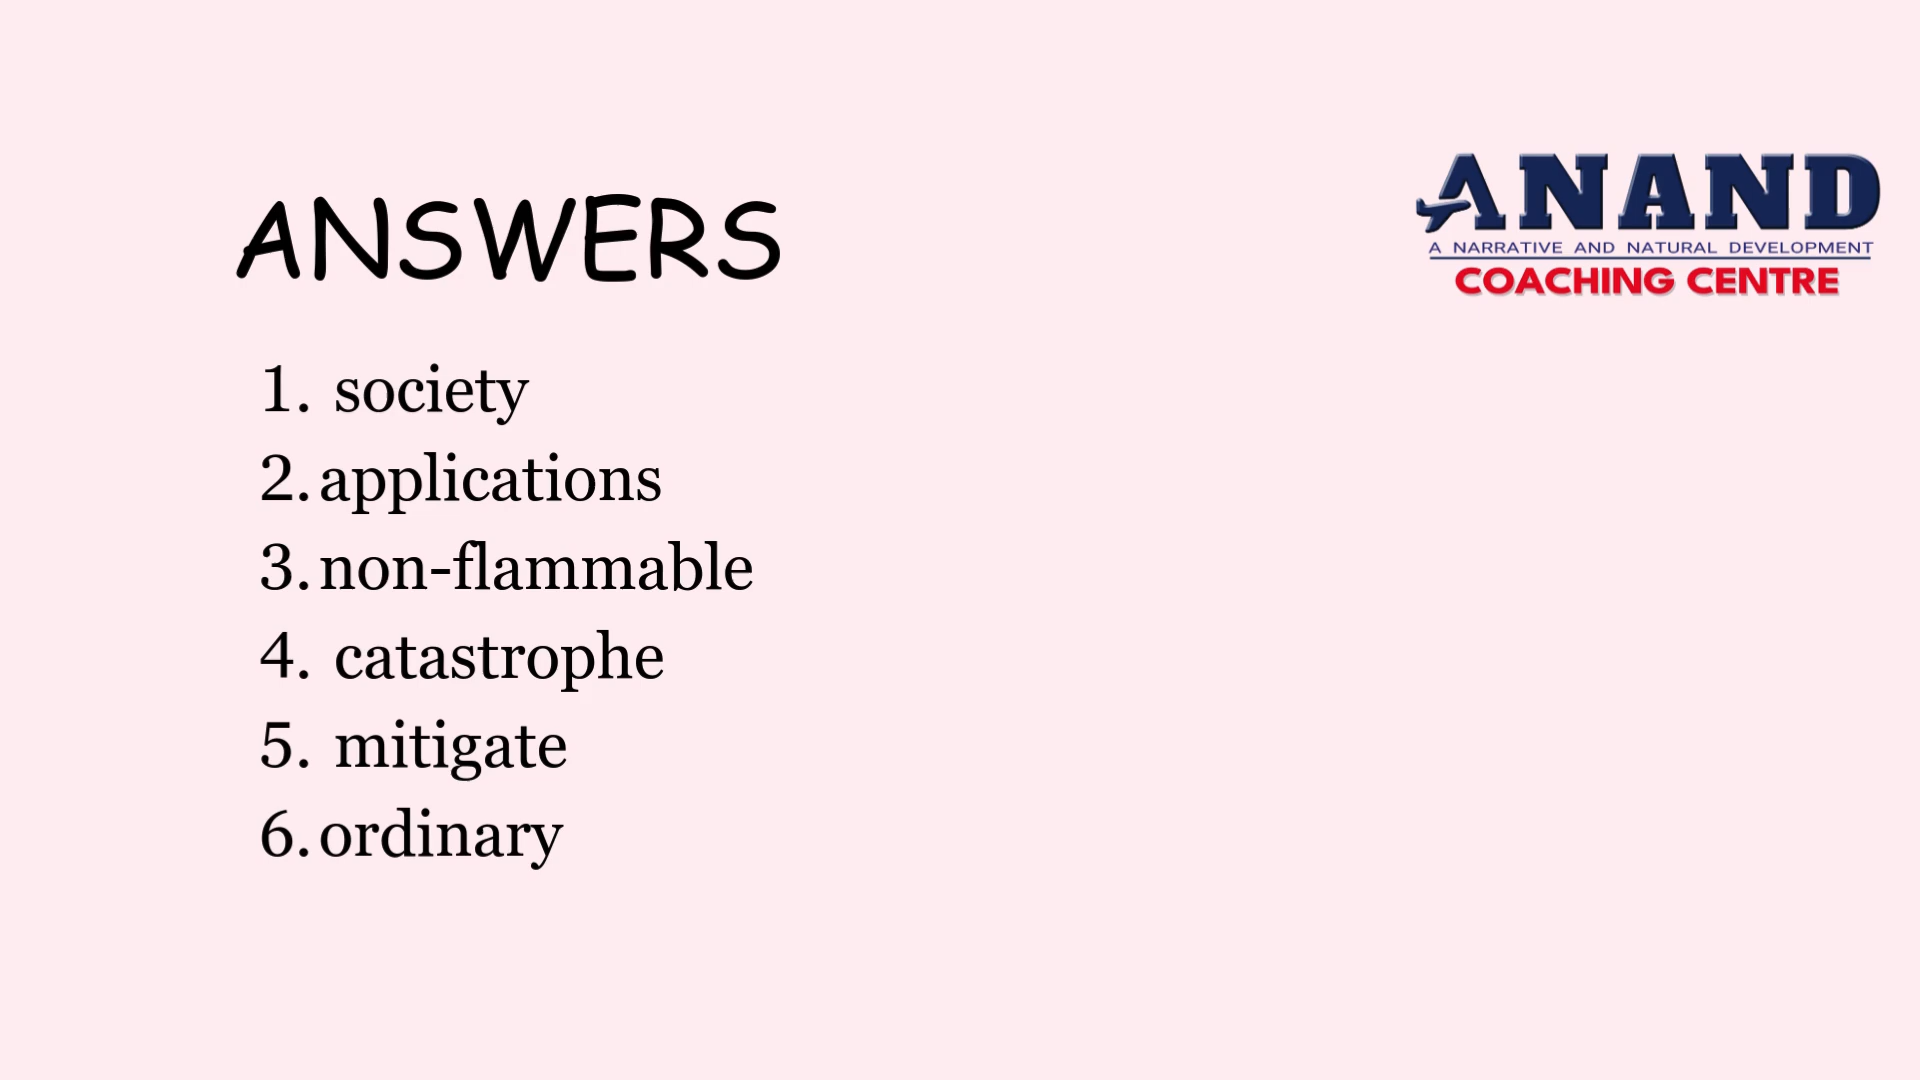 ANSWERS
ANAND
A NARRATIVE AND NATURAL DEVELOPMENT
COACHING CENTRE
1. society
2. applications
3. non-flammable
4. catastrophe
5. mitigate
6. ordinary